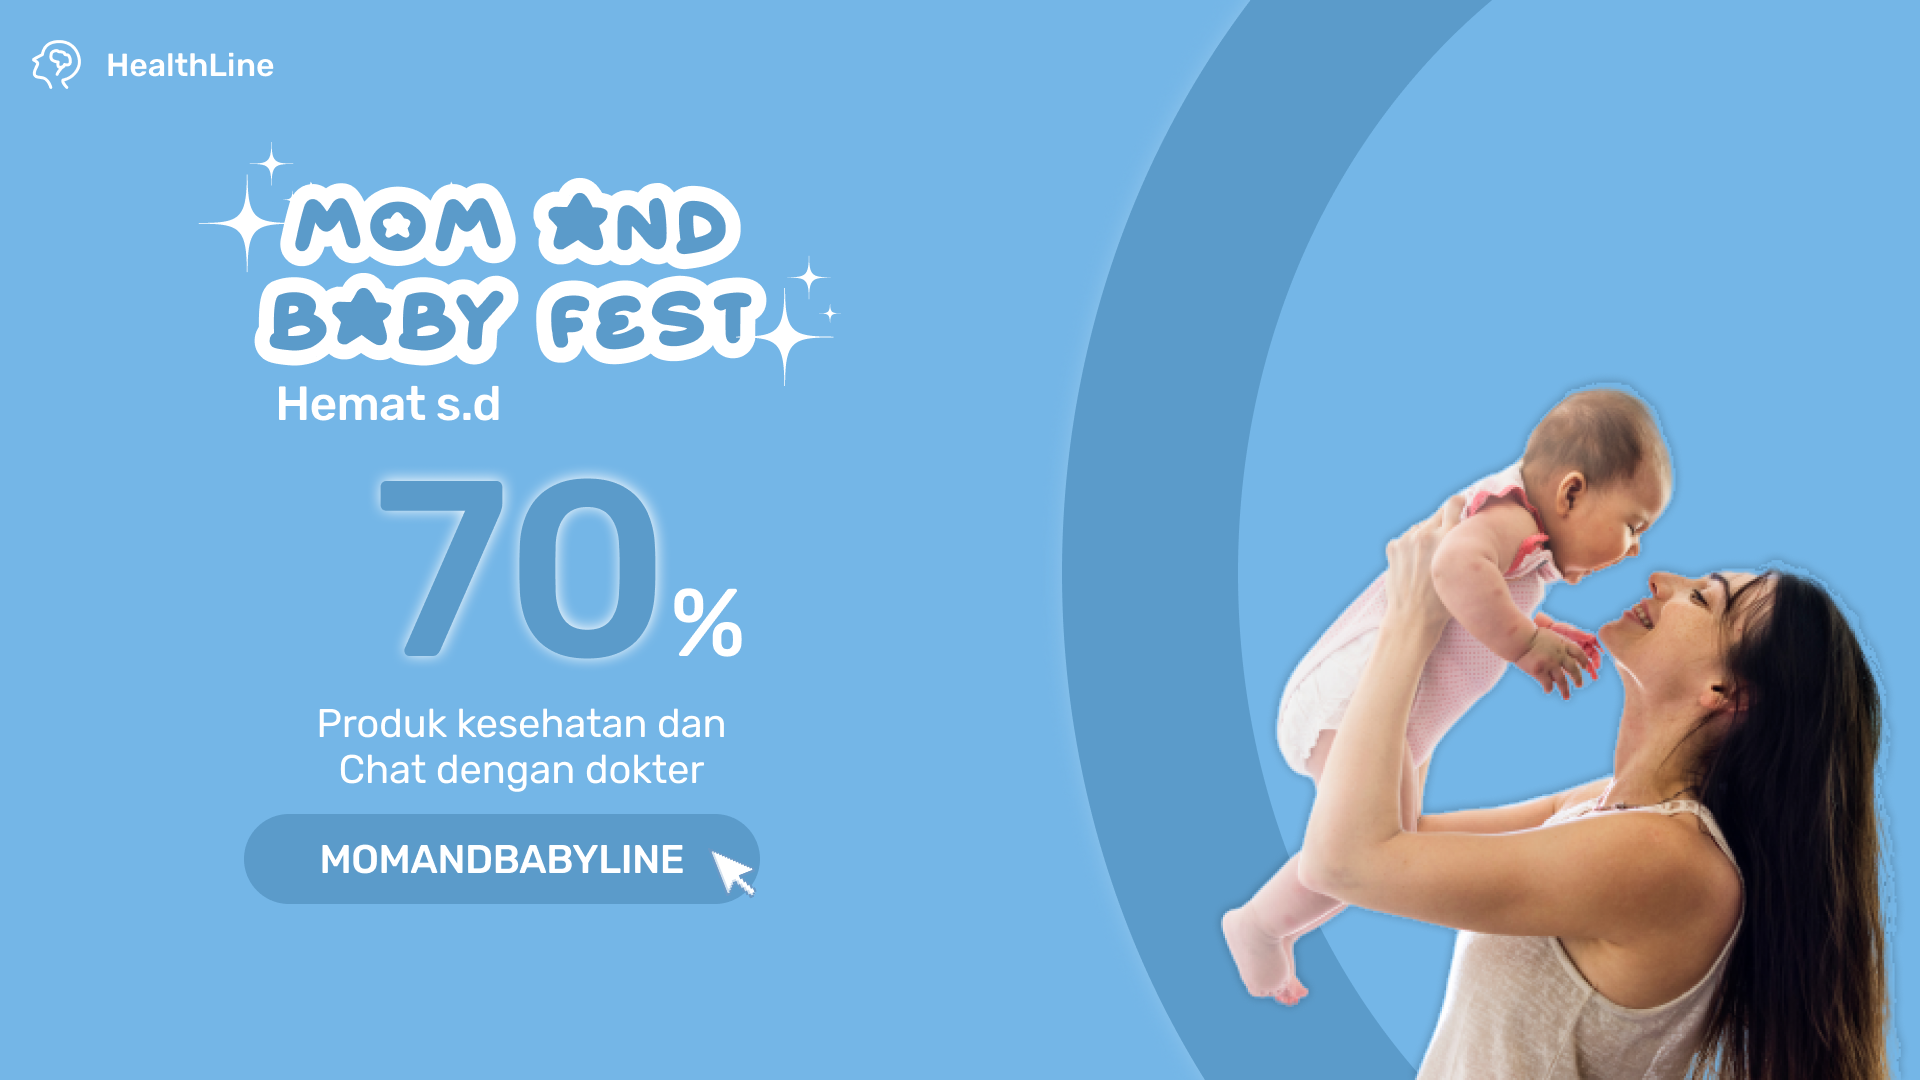 HealthLine
MOM AND
BABY FEST
Hemat s.d
70%
Produk kesehatan dan
Chat dengan dokter
MOMANDBABYLINE